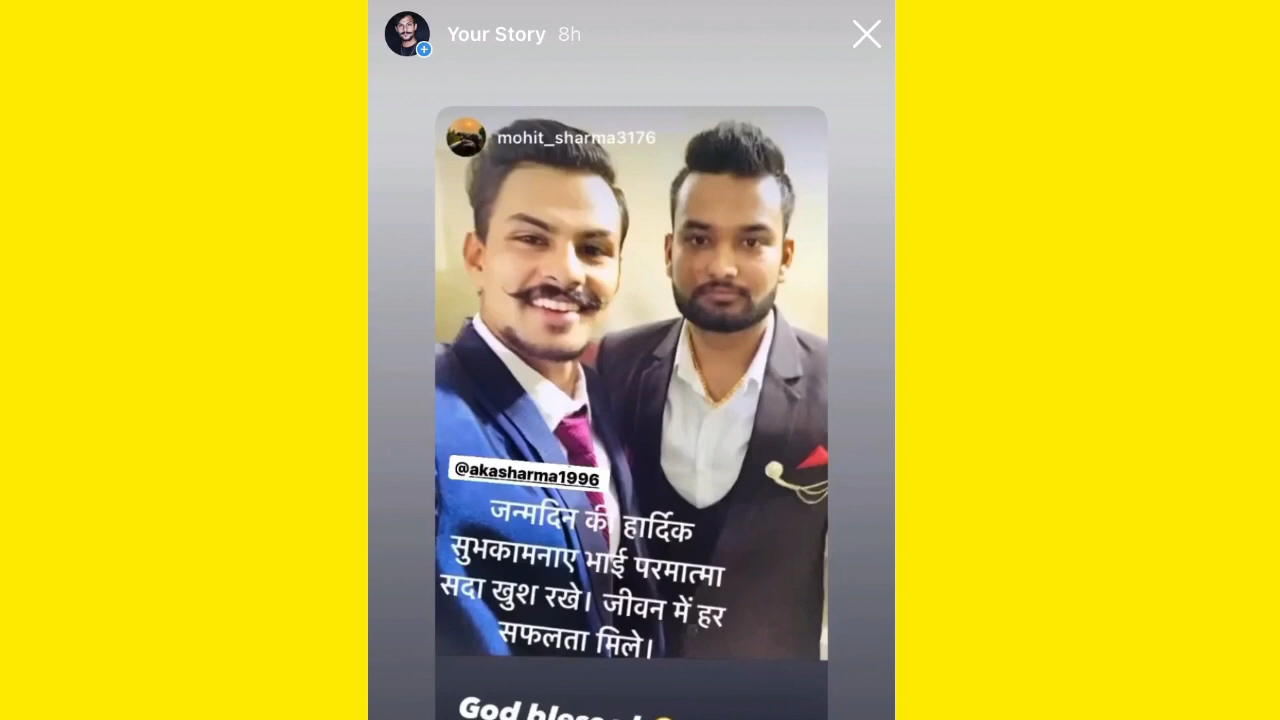 Your Story 8h
mohit_sharma3176
@akasharma1996
जन्मदिन की हार्दिक
सुभकामनाए भाई परमात्मा
सदा खुश रखे। जीवन में हर
सफलता मिले।
God